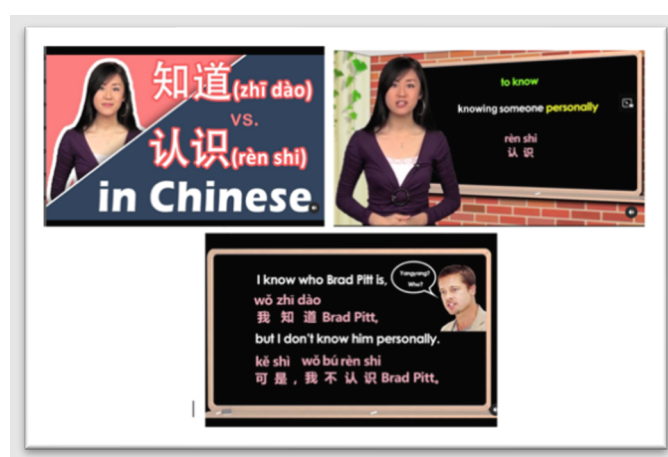 知道(zhī dào)
vs.
认识(rèn shi)
in Chinese
to know
knowing someone personally
rèn shi
认 识
I know who Brad Pitt is,
Yangyang?
Who?
wǒ zhī dào
我 知 道 Brad Pitt,
but I don't know him personally.
kě shì wǒ bú rèn shi
可 是 , 我 不 认 识 Brad Pitt。